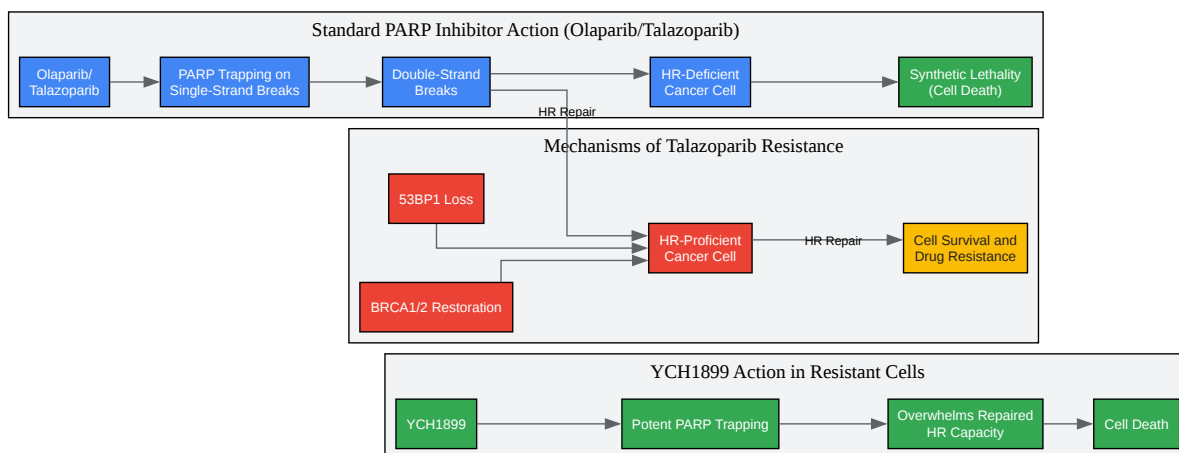 Standard PARP Inhibitor Action (Olaparib/Talazoparib)
Olaparib/
Talazoparib
PARP Trapping on
Single-Strand Breaks
Double-Strand
Breaks
HR-Deficient
Cancer Cell
Synthetic Lethality
(Cell Death)
HR Repair
Mechanisms of Talazoparib Resistance
53BP1 Loss
BRCA1/2 Restoration
HR-Proficient
Cancer Cell
HR Repair
Cell Survival and
Drug Resistance
YCH1899 Action in Resistant Cells
YCH1899
Potent PARP Trapping
Overwhelms Repaired
HR Capacity
Cell Death